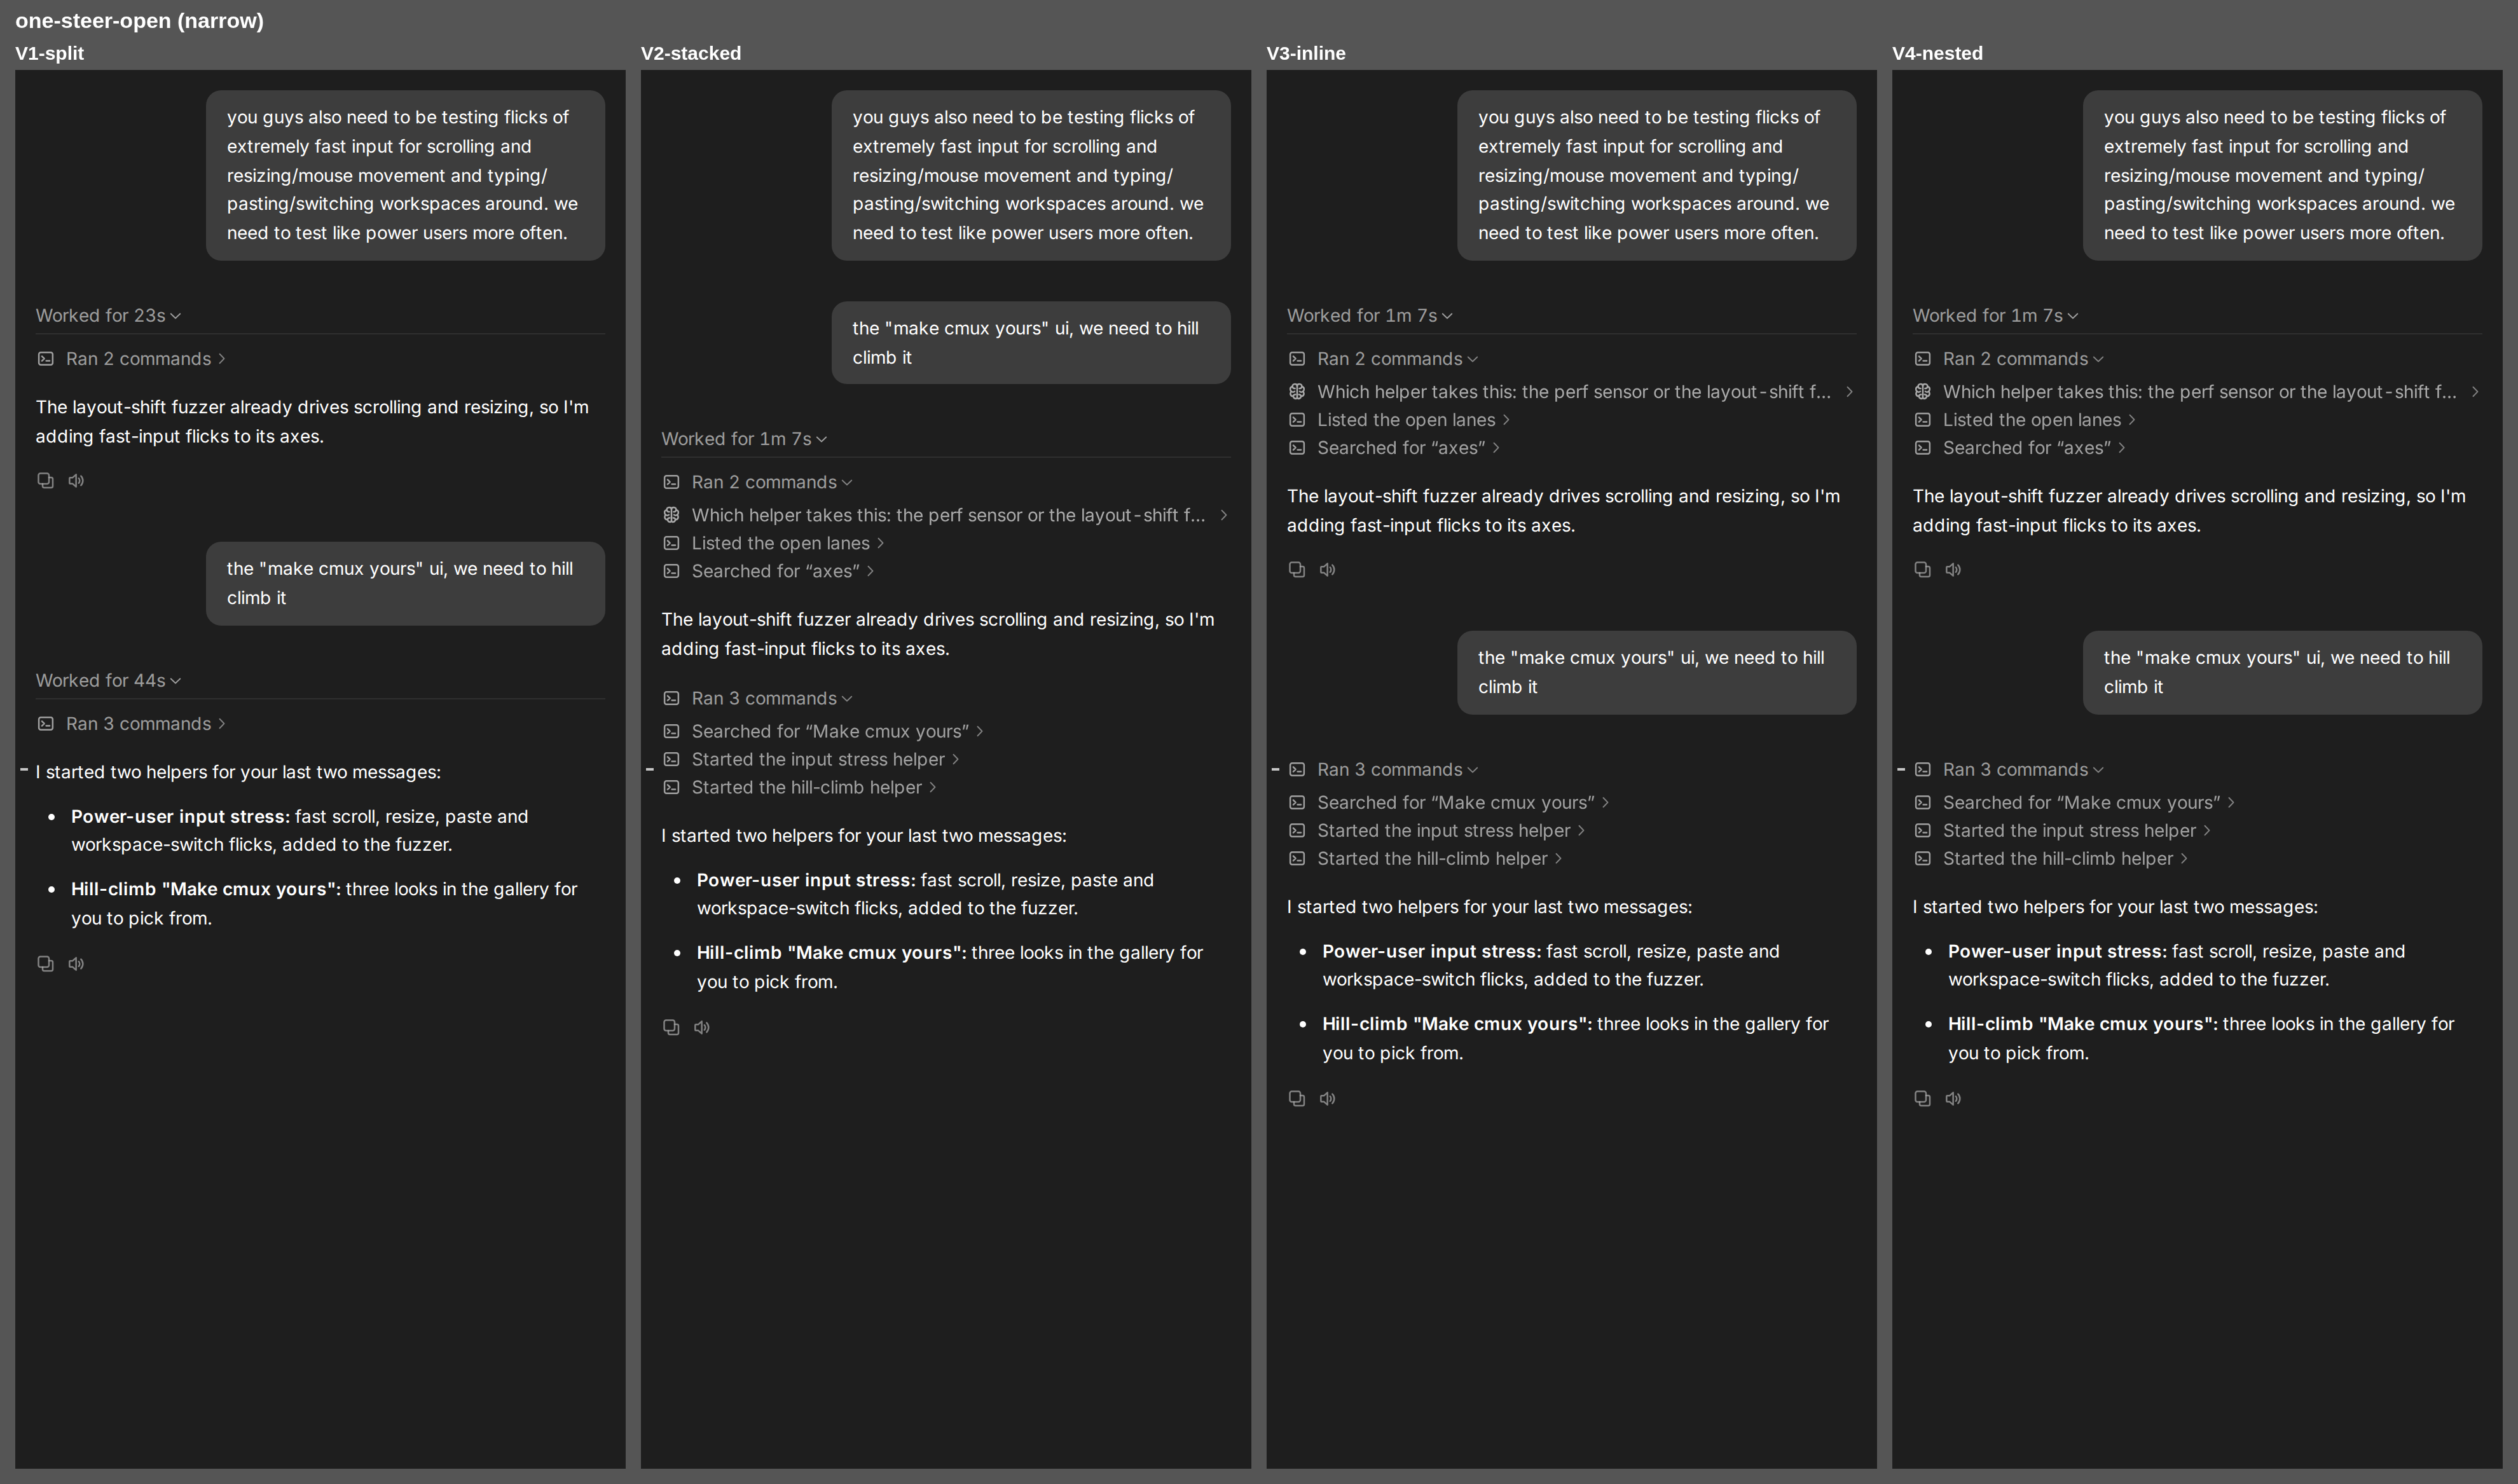 one-steer-open (narrow)
V1-split
you guys also need to be testing flicks of
extremely fast input for scrolling and
resizing/mouse movement and typing/
pasting/switching workspaces around. we
need to test like power users more often.
Worked for 23s
Ran 2 commands
The layout-shift fuzzer already drives scrolling and resizing, so I'm
adding fast-input flicks to its axes.
the "make cmux yours" ui, we need to hill
climb it
Worked for 44s
Ran 3 commands
I started two helpers for your last two messages:
• Power-user input stress: fast scroll, resize, paste and
workspace-switch flicks, added to the fuzzer.
• Hill-climb "Make cmux yours": three looks in the gallery for
you to pick from.
V2-stacked
you guys also need to be testing flicks of
extremely fast input for scrolling and
resizing/mouse movement and typing/
pasting/switching workspaces around. we
need to test like power users more often.
the "make cmux yours" ui, we need to hill
climb it
Worked for 1m 7s
Ran 2 commands
Which helper takes this: the perf sensor or the layout-shift f...
Listed the open lanes
Searched for “axes”
The layout-shift fuzzer already drives scrolling and resizing, so I'm
adding fast-input flicks to its axes.
Ran 3 commands
Searched for “Make cmux yours”
Started the input stress helper
Started the hill-climb helper
I started two helpers for your last two messages:
• Power-user input stress: fast scroll, resize, paste and
workspace-switch flicks, added to the fuzzer.
• Hill-climb "Make cmux yours": three looks in the gallery for
you to pick from.
V3-inline
you guys also need to be testing flicks of
extremely fast input for scrolling and
resizing/mouse movement and typing/
pasting/switching workspaces around. we
need to test like power users more often.
Worked for 1m 7s
Ran 2 commands
Which helper takes this: the perf sensor or the layout-shift f...
Listed the open lanes
Searched for “axes”
The layout-shift fuzzer already drives scrolling and resizing, so I'm
adding fast-input flicks to its axes.
the "make cmux yours" ui, we need to hill
climb it
Ran 3 commands
Searched for “Make cmux yours”
Started the input stress helper
Started the hill-climb helper
I started two helpers for your last two messages:
• Power-user input stress: fast scroll, resize, paste and
workspace-switch flicks, added to the fuzzer.
• Hill-climb "Make cmux yours": three looks in the gallery for
you to pick from.
V4-nested
you guys also need to be testing flicks of
extremely fast input for scrolling and
resizing/mouse movement and typing/
pasting/switching workspaces around. we
need to test like power users more often.
Worked for 1m 7s
Ran 2 commands
Which helper takes this: the perf sensor or the layout-shift f...
Listed the open lanes
Searched for “axes”
The layout-shift fuzzer already drives scrolling and resizing, so I'm
adding fast-input flicks to its axes.
the "make cmux yours" ui, we need to hill
climb it
Ran 3 commands
Searched for “Make cmux yours”
Started the input stress helper
Started the hill-climb helper
I started two helpers for your last two messages:
• Power-user input stress: fast scroll, resize, paste and
workspace-switch flicks, added to the fuzzer.
• Hill-climb "Make cmux yours": three looks in the gallery for
you to pick from.